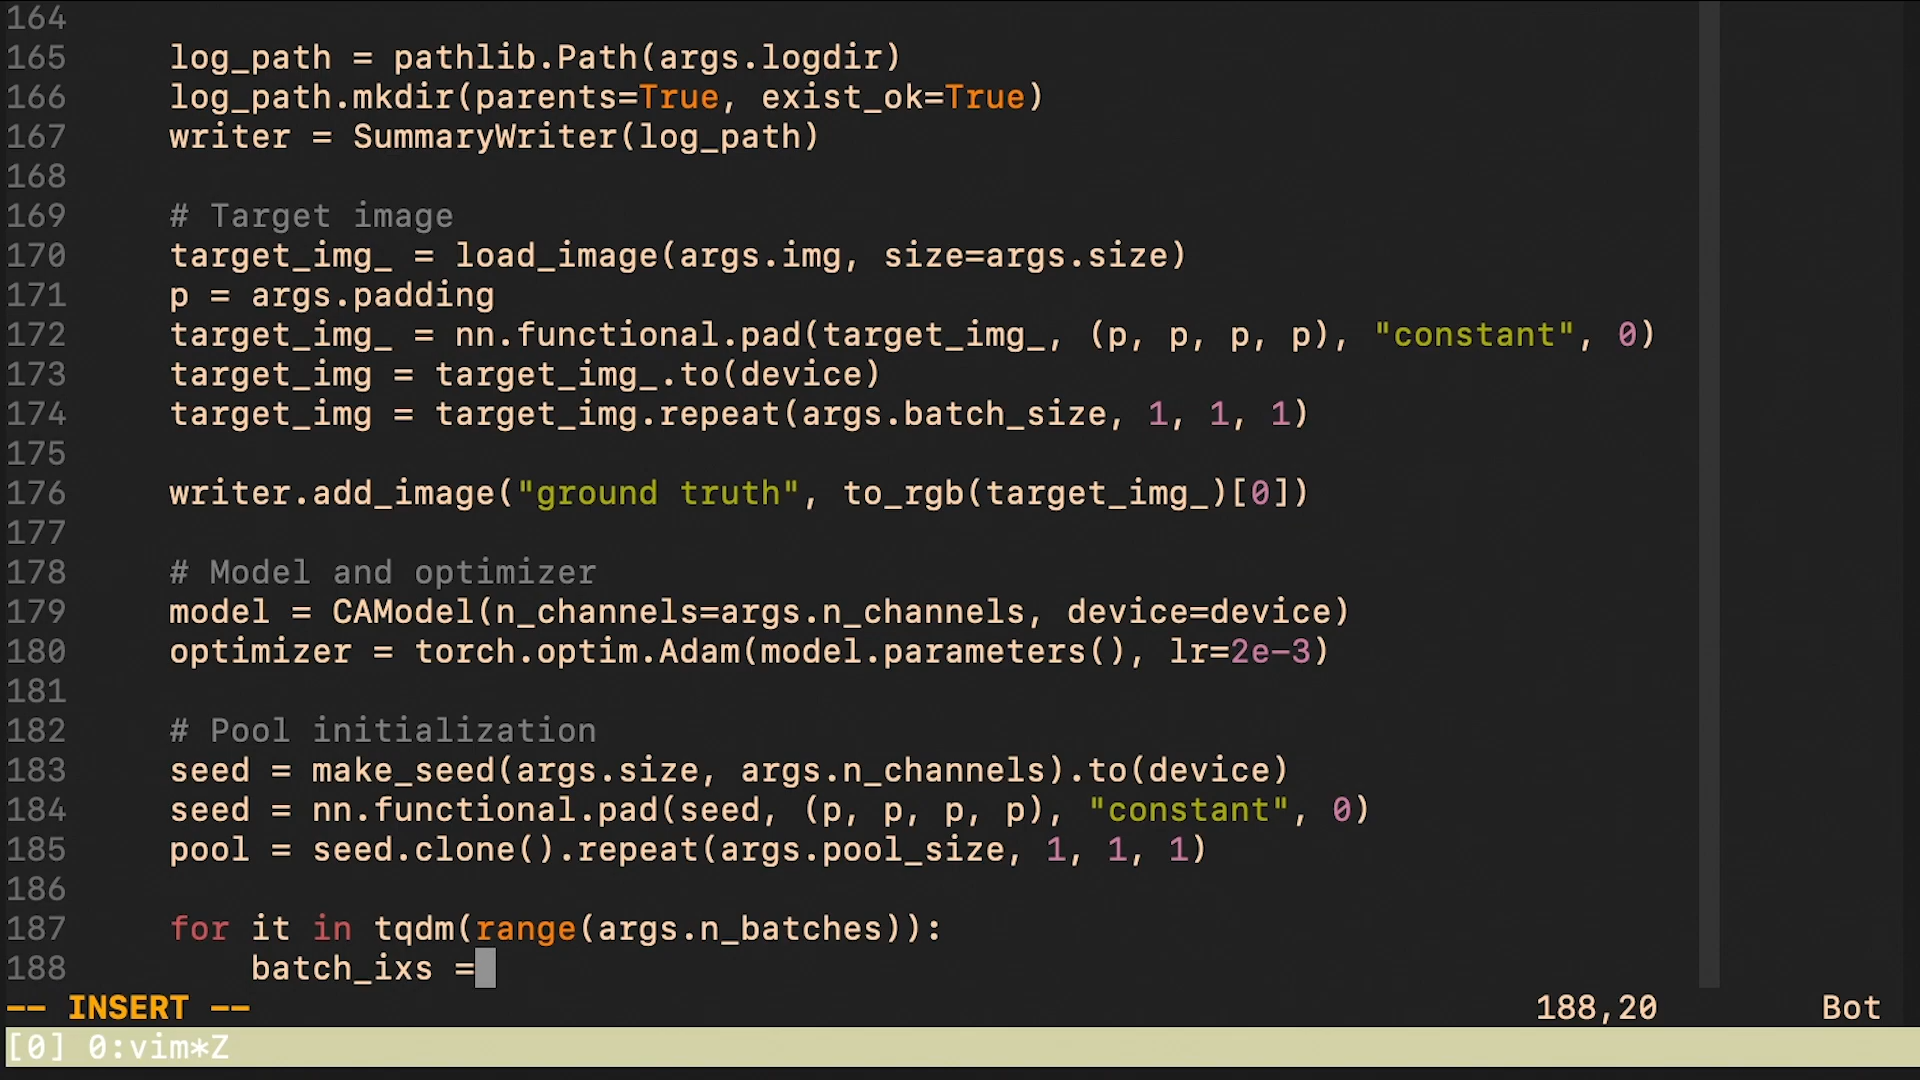 164
165     log_path = pathlib.Path(args.logdir)
166     log_path.mkdir(parents=True, exist_ok=True)
167     writer = SummaryWriter(log_path)
168
169     # Target image
170     target_img_ = load_image(args.img, size=args.size)
171     p = args.padding
172     target_img_ = nn.functional.pad(target_img_, (p, p, p, p), "constant", 0)
173     target_img = target_img_.to(device)
174     target_img = target_img.repeat(args.batch_size, 1, 1, 1)
175
176     writer.add_image("ground truth", to_rgb(target_img_)[0])
177
178     # Model and optimizer
179     model = CAModel(n_channels=args.n_channels, device=device)
180     optimizer = torch.optim.Adam(model.parameters(), lr=2e-3)
181
182     # Pool initialization
183     seed = make_seed(args.size, args.n_channels).to(device)
184     seed = nn.functional.pad(seed, (p, p, p, p), "constant", 0)
185     pool = seed.clone().repeat(args.pool_size, 1, 1, 1)
186
187     for it in tqdm(range(args.n_batches)):
188         batch_ixs =
-- INSERT -- 188,20 Bot
[0] 0:vim*Z